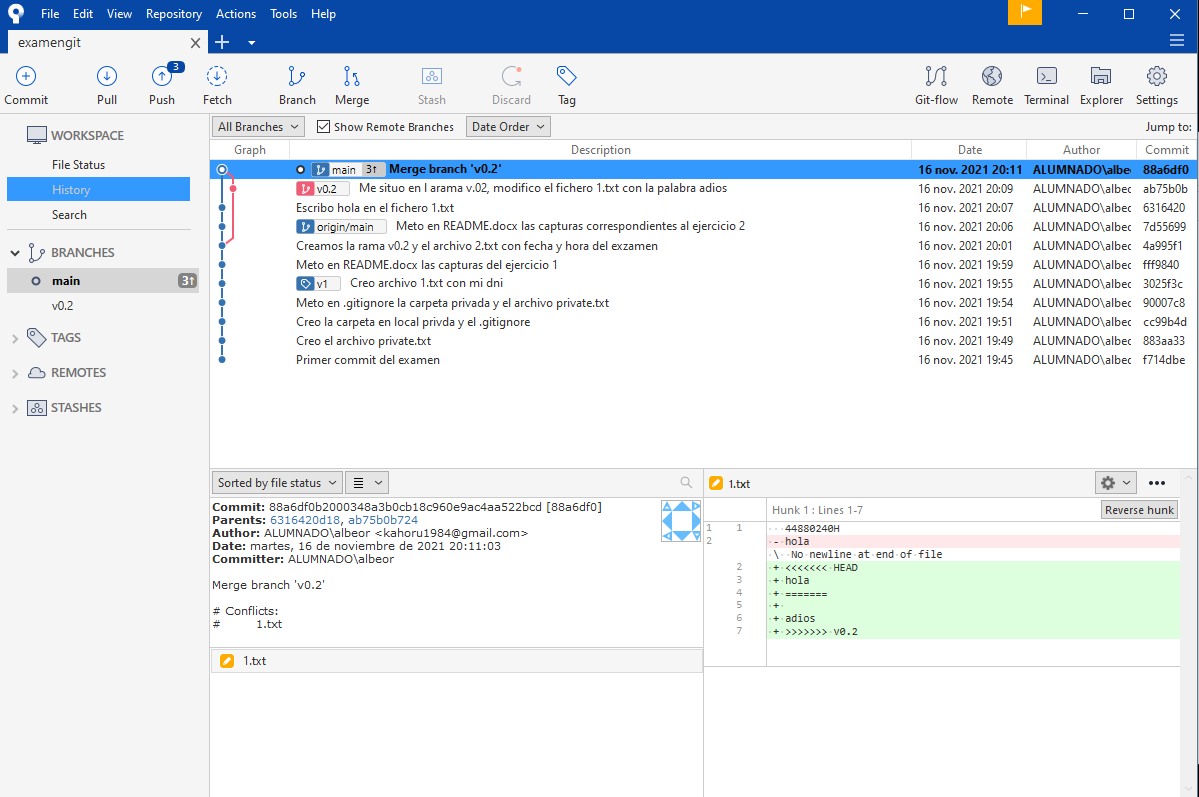 File Edit View Repository Actions Tools Help
examengit
3
Commit Pull Push Fetch Branch Merge Stash Discard Tag Git-flow Remote Terminal Explorer Settings
WORKSPACE
File Status
History
Search
BRANCHES
main 3↑
v0.2
TAGS
REMOTES
STASHES
All Branches Show Remote Branches Date Order Jump to:
Graph Description Date Author Commit
main 3↑ Merge branch 'v0.2' 16 nov. 2021 20:11 ALUMNADO\albeo 88a6df0
v0.2 Me situo en l arama v.02, modifico el fichero 1.txt con la palabra adios 16 nov. 2021 20:09 ALUMNADO\albeo ab75b0b
Escribo hola en el fichero 1.txt 16 nov. 2021 20:07 ALUMNADO\albeo 6316420
origin/main Meto en README.docx las capturas correspondientes al ejercicio 2 16 nov. 2021 20:06 ALUMNADO\albeo 7d55699
Creamos la rama v0.2 y el archivo 2.txt con fecha y hora del exzamen 16 nov. 2021 20:01 ALUMNADO\albeo 4a995f1
Meto en README.docx las capturas del ejercicio 1 16 nov. 2021 19:59 ALUMNADO\albeo fff9840
v1 Creo archivo 1.txt con mi dni 16 nov. 2021 19:55 ALUMNADO\albeo 3025f3c
Meto en .gitignore la carpeta privada y el archivo private.txt 16 nov. 2021 19:54 ALUMNADO\albeo 90007c8
Creo la carpeta en local privda y el .gitignore 16 nov. 2021 19:51 ALUMNADO\albeo cc99b4d
Creo el archivo private.txt 16 nov. 2021 19:49 ALUMNADO\albeo 883aa33
Primer commit del examen 16 nov. 2021 19:45 ALUMNADO\albeo f714dbe
Sorted by file status
Commit: 88a6df0b2000348a3b0cb18c960e9ac4aa522bcd [88a6df0]
Parents: 6316420d18, ab75b0b724
Author: ALUMNADO\albeor <kahoru1984@gmail.com>
Date: martes, 16 de noviembre de 2021 20:11:03
Committer: ALUMNADO\albeor
Merge branch 'v0.2'
# Conflicts:
# 1.txt
1.txt
1.txt
Hunk 1 : Lines 1-7 Reverse hunk
1 1 44880240H
2 - hola
\ No newline at end of file
2 + <<<<<<< HEAD
3 + hola
4 + =======
5 +
6 + adios
7 + >>>>>>> v0.2